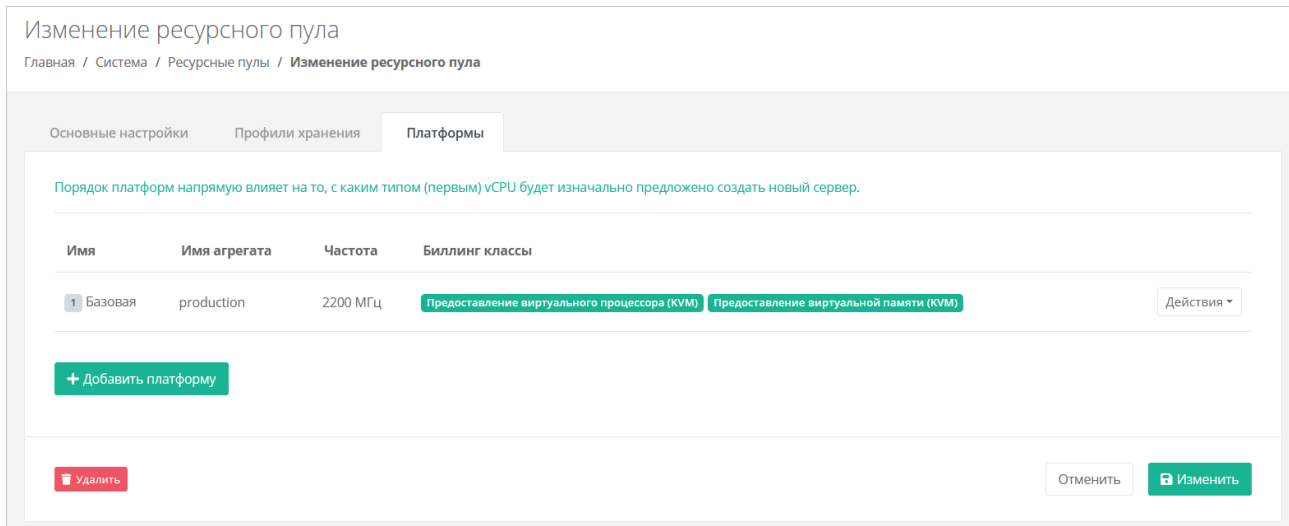 Изменение ресурсного пула
Главная / Система / Ресурсные пулы / Изменение ресурсного пула
Основные настройки Профили хранения Платформы
Порядок платформ напрямую влияет на то, с каким типом (первым) vCPU будет изначально предложено создать новый сервер.
Имя Имя агрегата Частота Биллинг классы
1 Базовая production 2200 МГц Предоставление виртуального процессора (KVM) Предоставление виртуальной памяти (KVM) Действия
+ Добавить платформу
Удалить Отменить Изменить